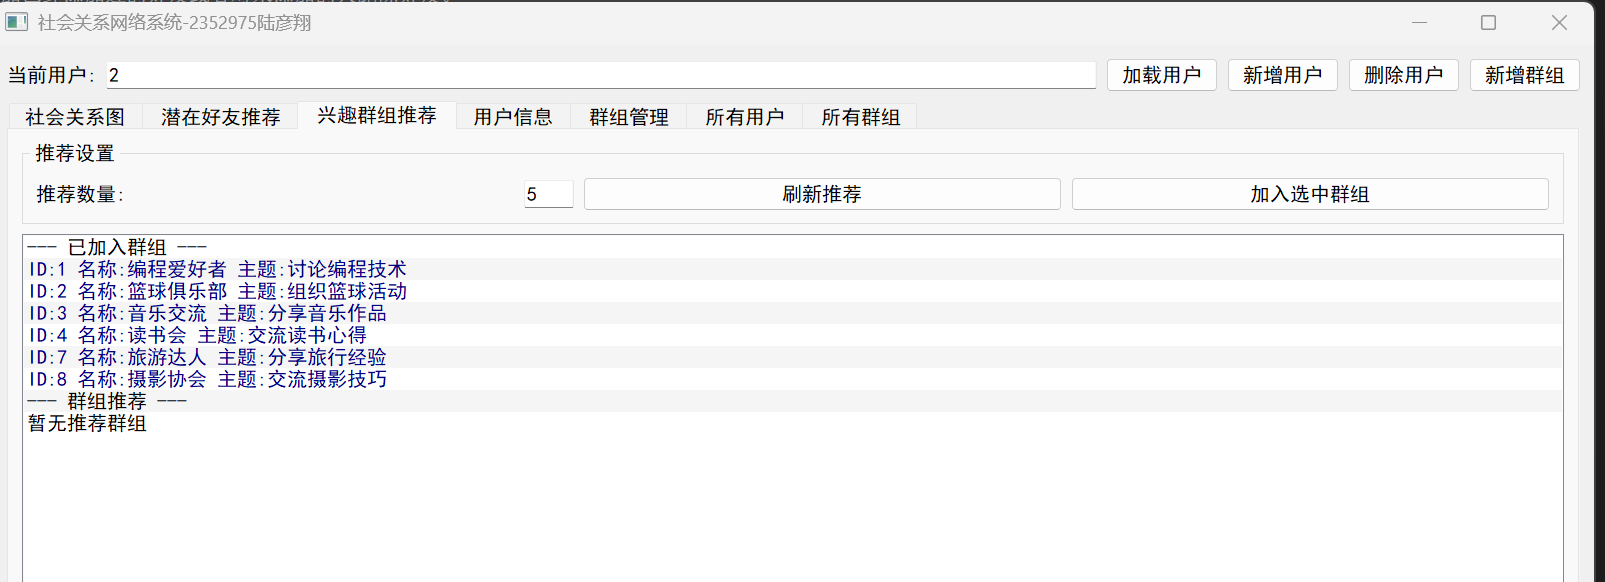 社会关系网络系统-2352975陆彦翔
当前用户: 2 加载用户 新增用户 删除用户 新增群组
社会关系图 潜在好友推荐 兴趣群组推荐 用户信息 群组管理 所有用户 所有群组
推荐设置
推荐数量: 5 刷新推荐 加入选中群组
--- 已加入群组 ---
ID:1 名称:编程爱好者 主题:讨论编程技术
ID:2 名称:篮球俱乐部 主题:组织篮球活动
ID:3 名称:音乐交流 主题:分享音乐作品
ID:4 名称:读书会 主题:交流读书心得
ID:7 名称:旅游达人 主题:分享旅行经验
ID:8 名称:摄影协会 主题:交流摄影技巧
--- 群组推荐 ---
暂无推荐群组